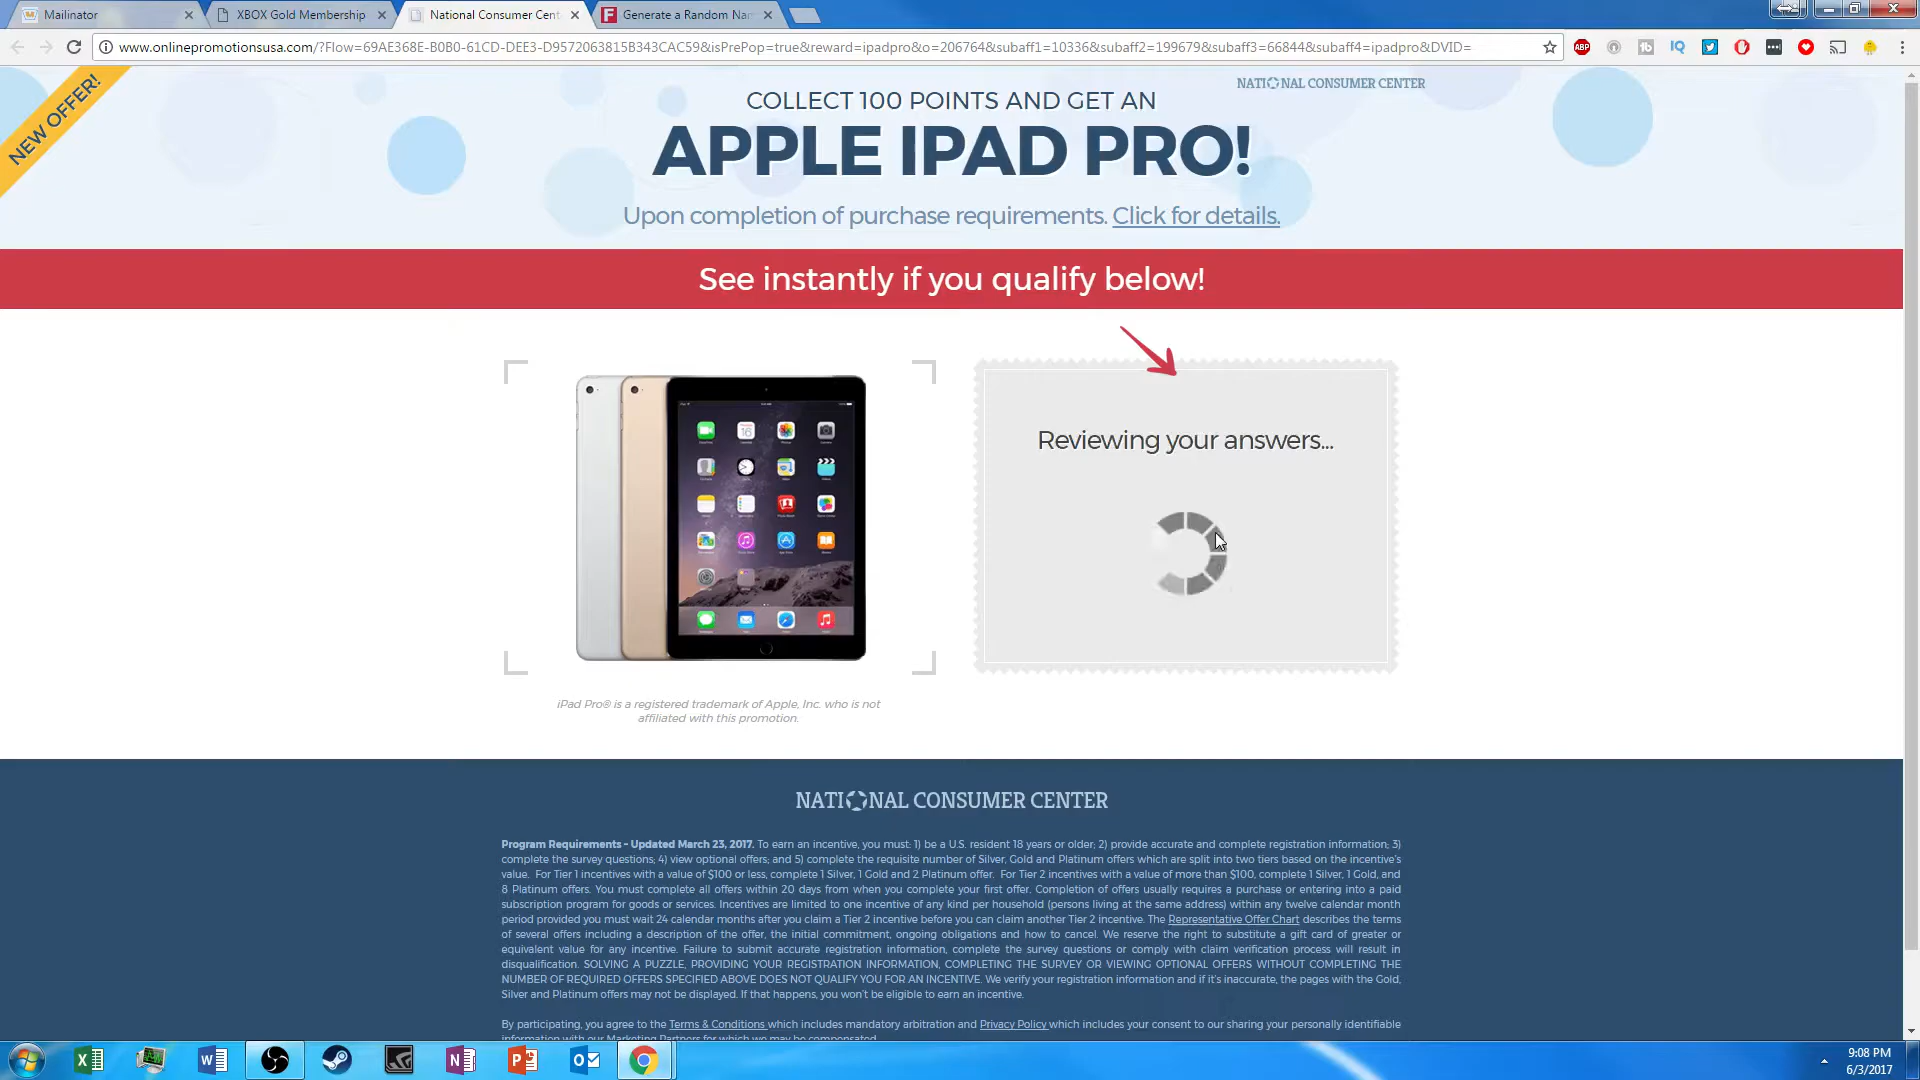 Mailinator
XBOX Gold Membership
National Consumer Cent
Generate a Random Nam
www.onlinepromotionsusa.com/?Flow=69AE368E-B0B0-61CD-DEE3-D9572063815B343CAC59&isPrePop=true&reward=ipadpro&o=206764&subaff1=10336&subaff2=199679&subaff3=66844&subaff4=ipadpro&DVID=
NEW OFFER!
NATIONAL CONSUMER CENTER
COLLECT 100 POINTS AND GET AN
APPLE IPAD PRO!
Upon completion of purchase requirements. Click for details.
See instantly if you qualify below!
Reviewing your answers...
iPad Pro® is a registered trademark of Apple, Inc. who is not
affiliated with this promotion.
NATIONAL CONSUMER CENTER
Program Requirements - Updated March 23, 2017. To earn an incentive, you must: 1) be a U.S. resident 18 years or older; 2) provide accurate and complete registration information; 3)
complete the survey questions; 4) view optional offers; and 5) complete the requisite number of Silver, Gold and Platinum offers which are split into two tiers based on the incentive's
value. For Tier 1 incentives with a value of $100 or less, complete 1 Silver, 1 Gold and 2 Platinum offer. For Tier 2 incentives with a value of more than $100, complete 1 Silver, 1 Gold, and
8 Platinum offers. You must complete all offers within 20 days from when you complete your first offer. Completion of offers usually requires a purchase or entering into a paid
subscription program for goods or services. Incentives are limited to one incentive of any kind per household (persons living at the same address) within any twelve calendar month
period provided you must wait 24 calendar months after you claim a Tier 2 incentive before you can claim another Tier 2 incentive. The Representative Offer Chart describes the terms
of several offers including a description of the offer, the initial commitment, ongoing obligations and how to cancel. We reserve the right to substitute a gift card of greater or
equivalent value for any incentive. Failure to submit accurate registration information, complete the survey questions or comply with claim verification process will result in
disqualification. SOLVING A PUZZLE, PROVIDING YOUR REGISTRATION INFORMATION, COMPLETING THE SURVEY OR VIEWING OPTIONAL OFFERS WITHOUT COMPLETING THE
NUMBER OF REQUIRED OFFERS SPECIFIED ABOVE DOES NOT QUALIFY YOU FOR AN INCENTIVE. We verify your registration information and if it's inaccurate, the pages with the Gold,
Silver and Platinum offers may not be displayed. If that happens, you won't be eligible to earn an incentive.
By participating, you agree to the Terms & Conditions which includes mandatory arbitration and Privacy Policy which includes your consent to our sharing your personally identifiable
information with our Marketing Partners for which we may be compensated.
9:08 PM
6/3/2017